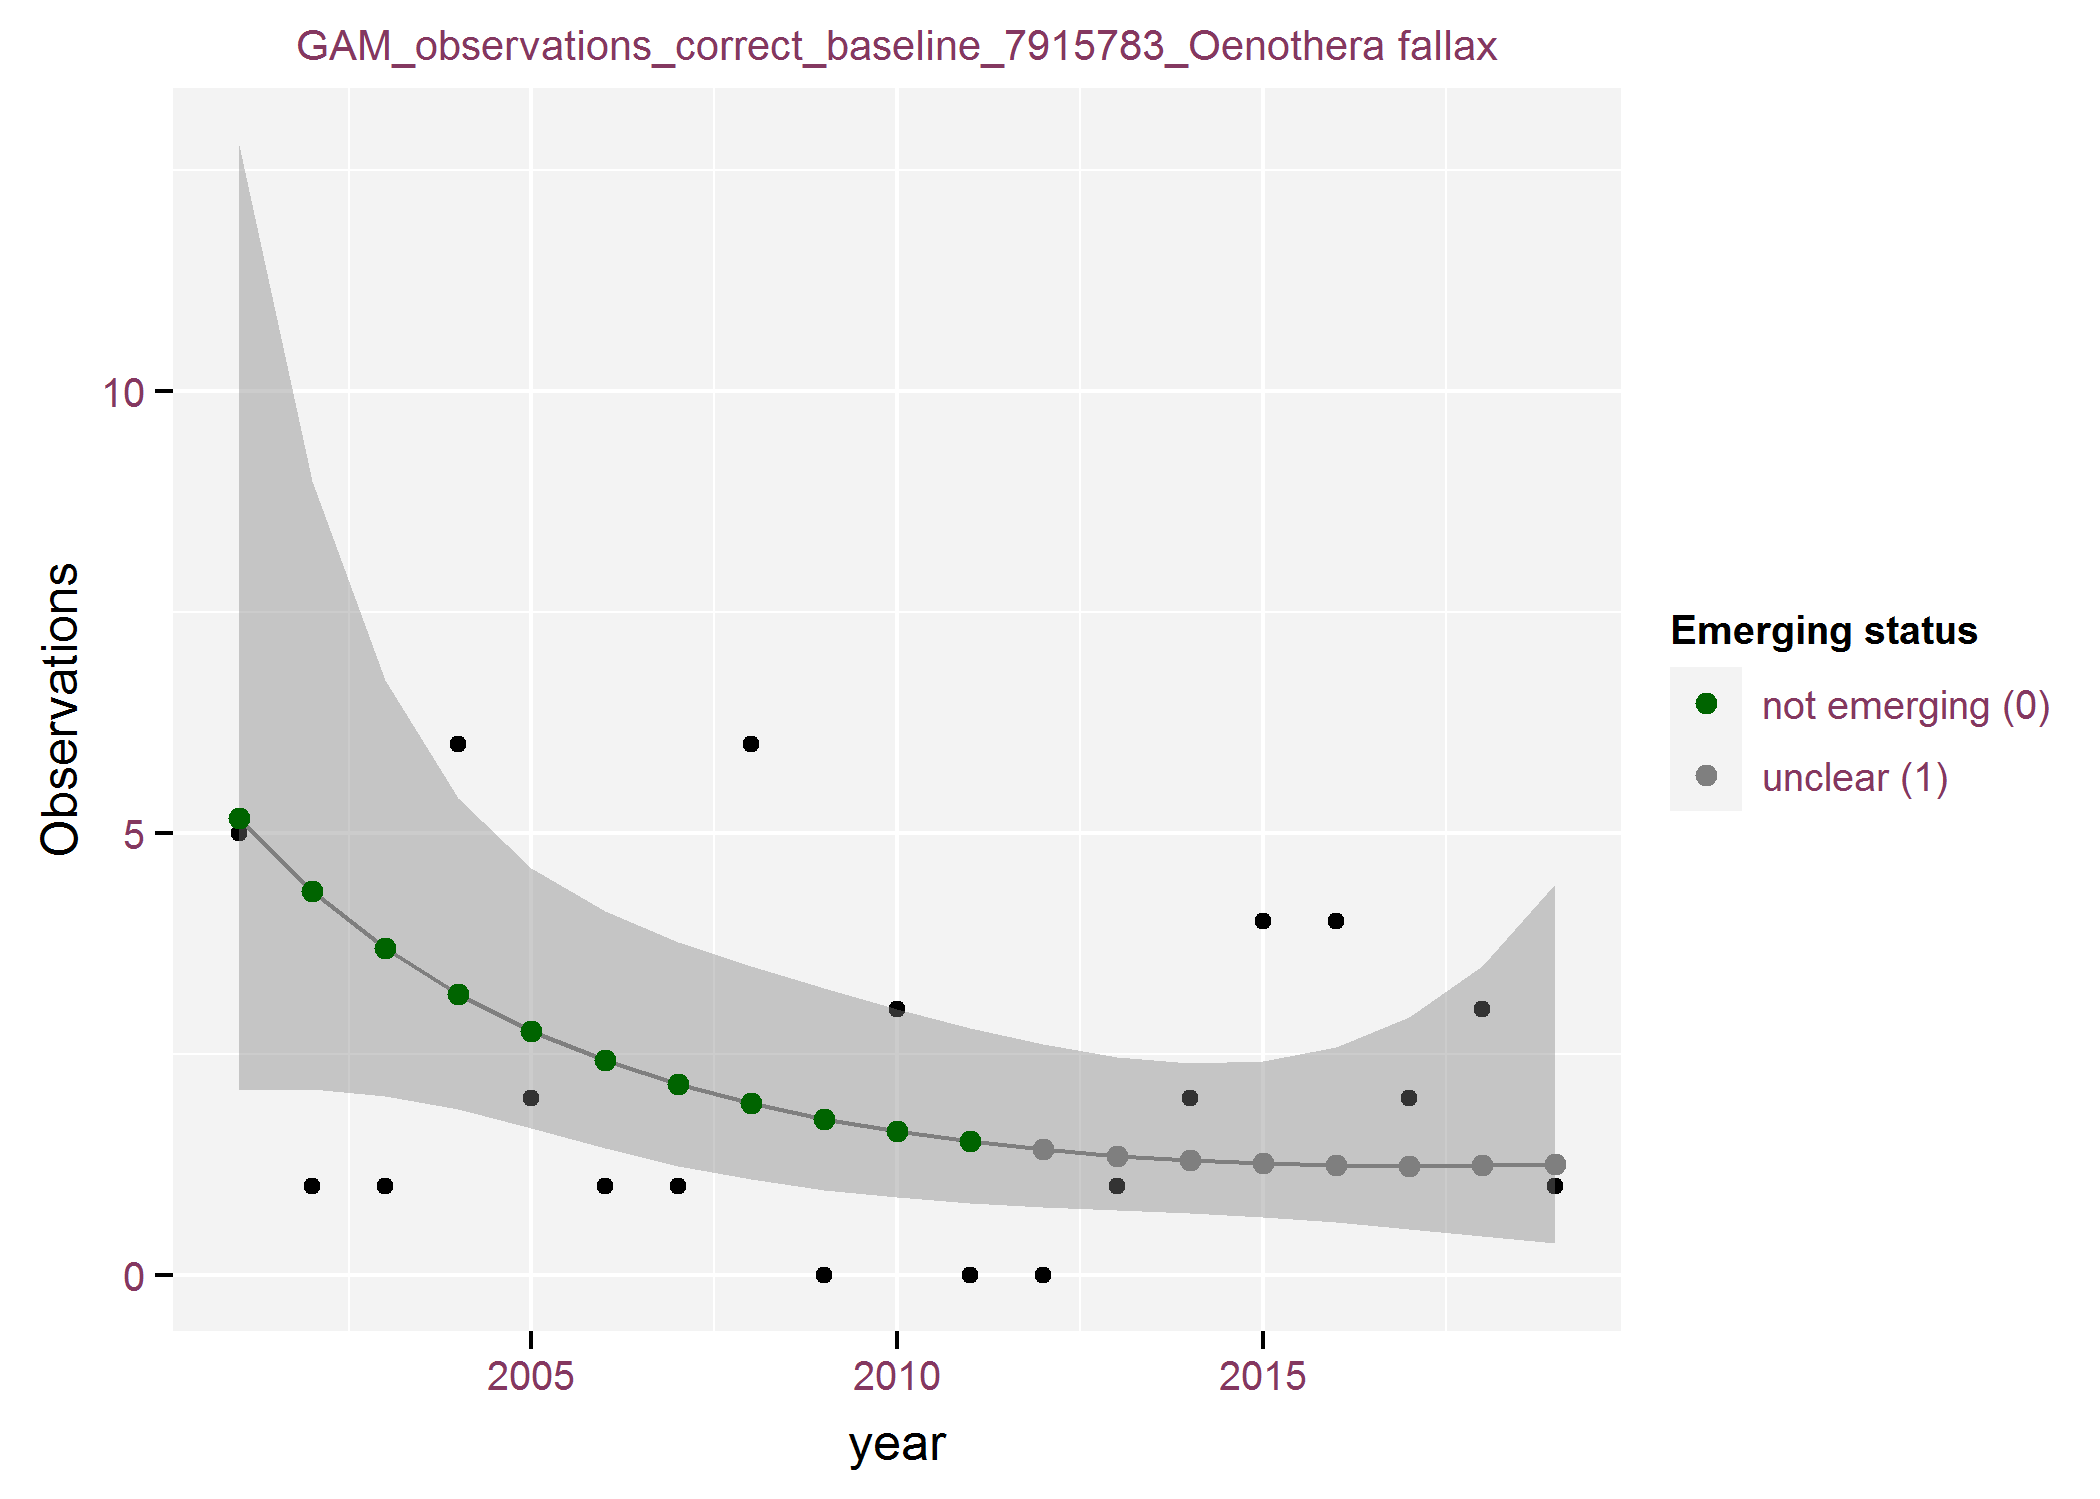 GAM_observations_correct_baseline_7915783_Oenothera fallax
Observations
10
5
0
2005
2010
2015
year
Emerging status
not emerging (0)
unclear (1)